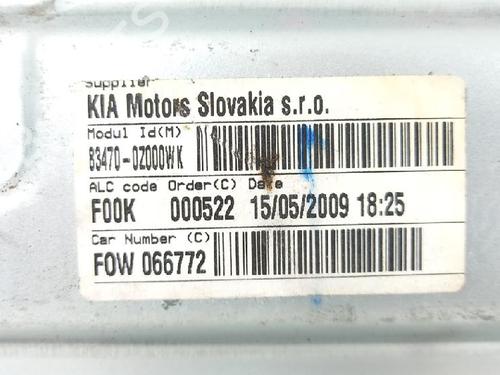 Supplier
KIA Motors Slovakia s.r.o.
Modul Id(M)
83470-0Z000WK
ALC code Order(C) Date
F00K 000522 15/05/2009 18:25
Car Number (C)
FOW 066772